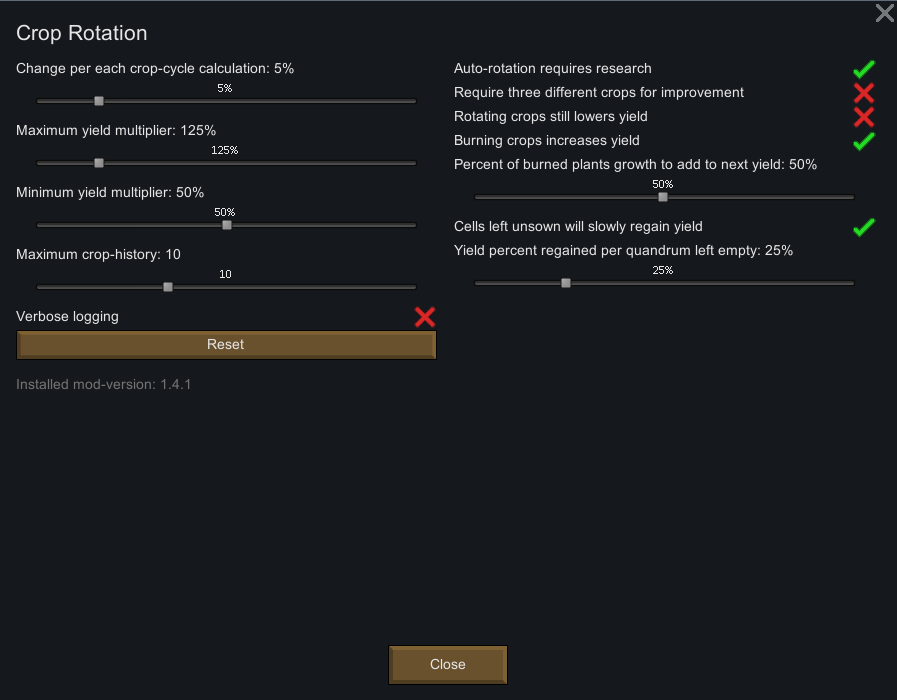 Crop Rotation
Change per each crop-cycle calculation: 5%
5%
Maximum yield multiplier: 125%
125%
Minimum yield multiplier: 50%
50%
Maximum crop-history: 10
10
Verbose logging
Reset
Installed mod-version: 1.4.1
Auto-rotation requires research
Require three different crops for improvement
Rotating crops still lowers yield
Burning crops increases yield
Percent of burned plants growth to add to next yield: 50%
50%
Cells left unsown will slowly regain yield
Yield percent regained per quandrum left empty: 25%
25%
Close